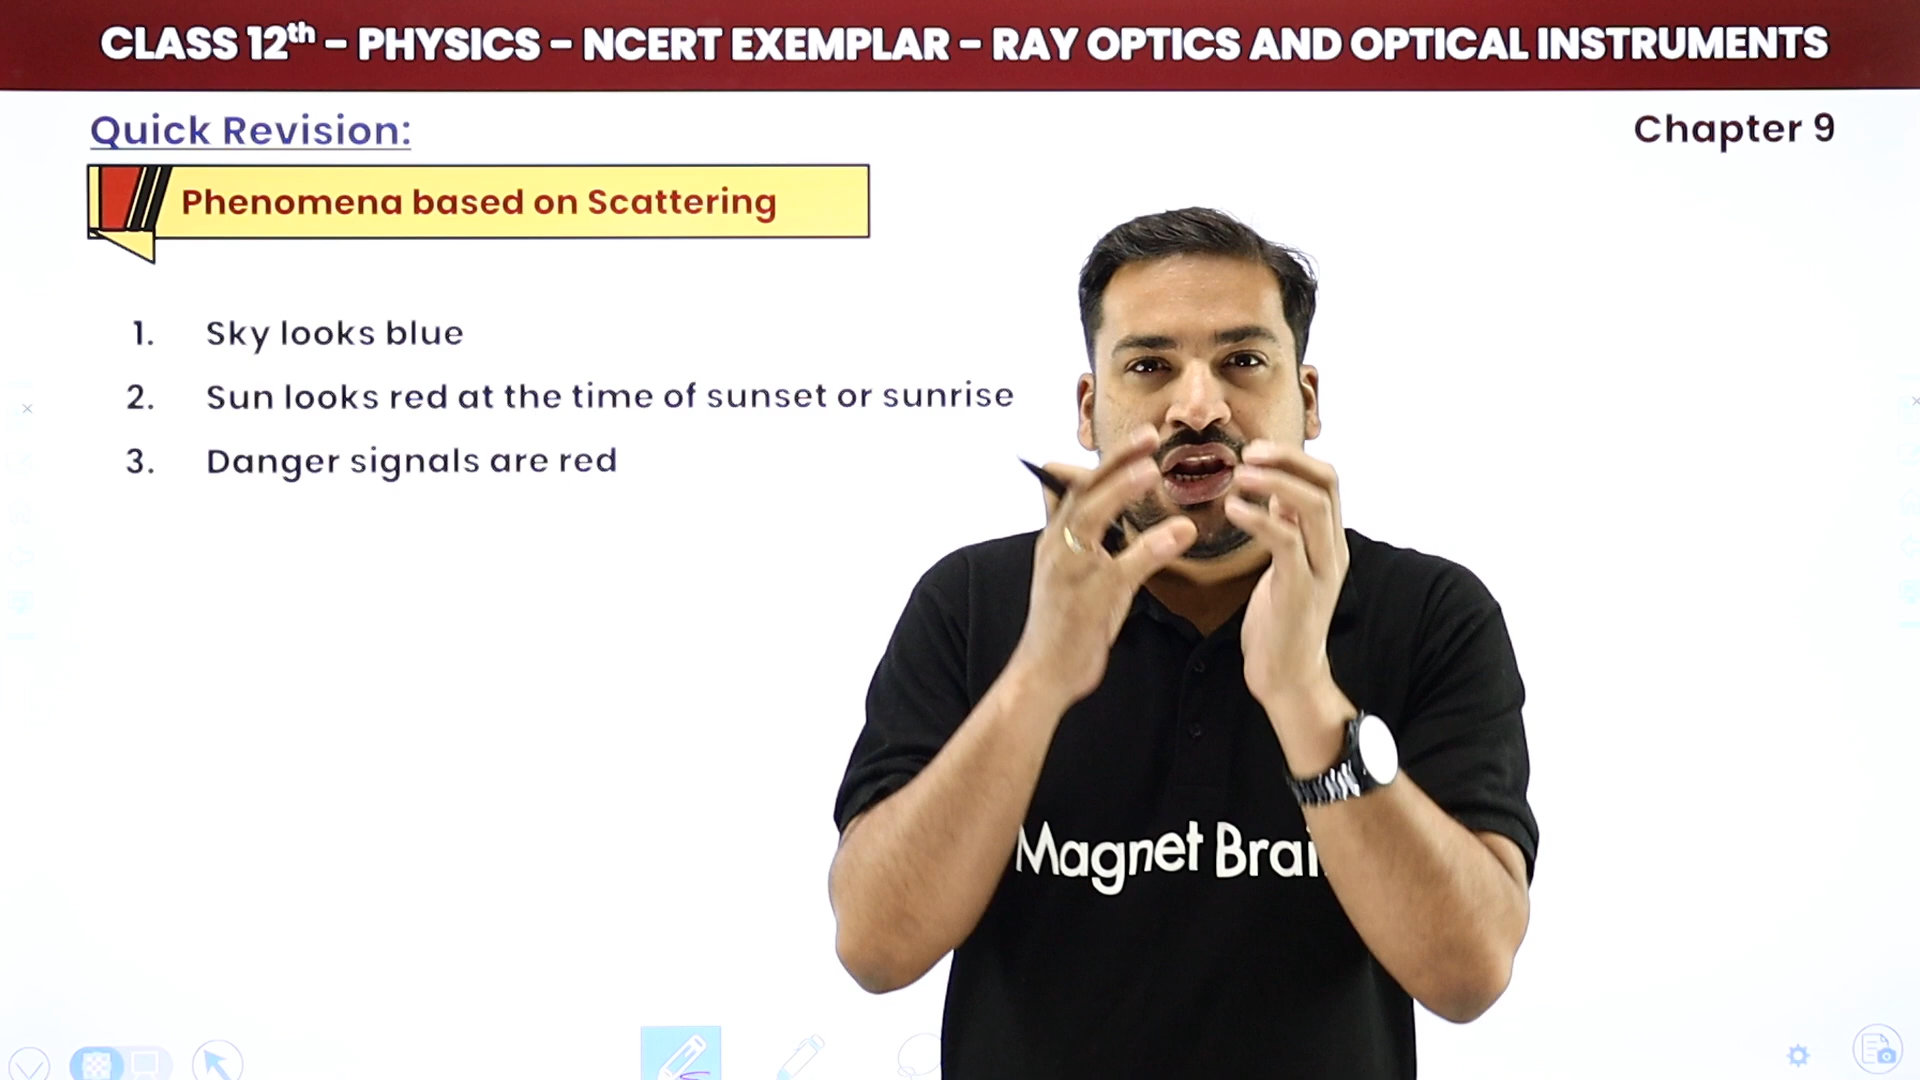 CLASS 12th – PHYSICS – NCERT EXEMPLAR – RAY OPTICS AND OPTICAL INSTRUMENTS
Quick Revision:
Chapter 9
Phenomena based on Scattering
1. Sky looks blue
2. Sun looks red at the time of sunset or sunrise
3. Danger signals are red
Magnet Brai